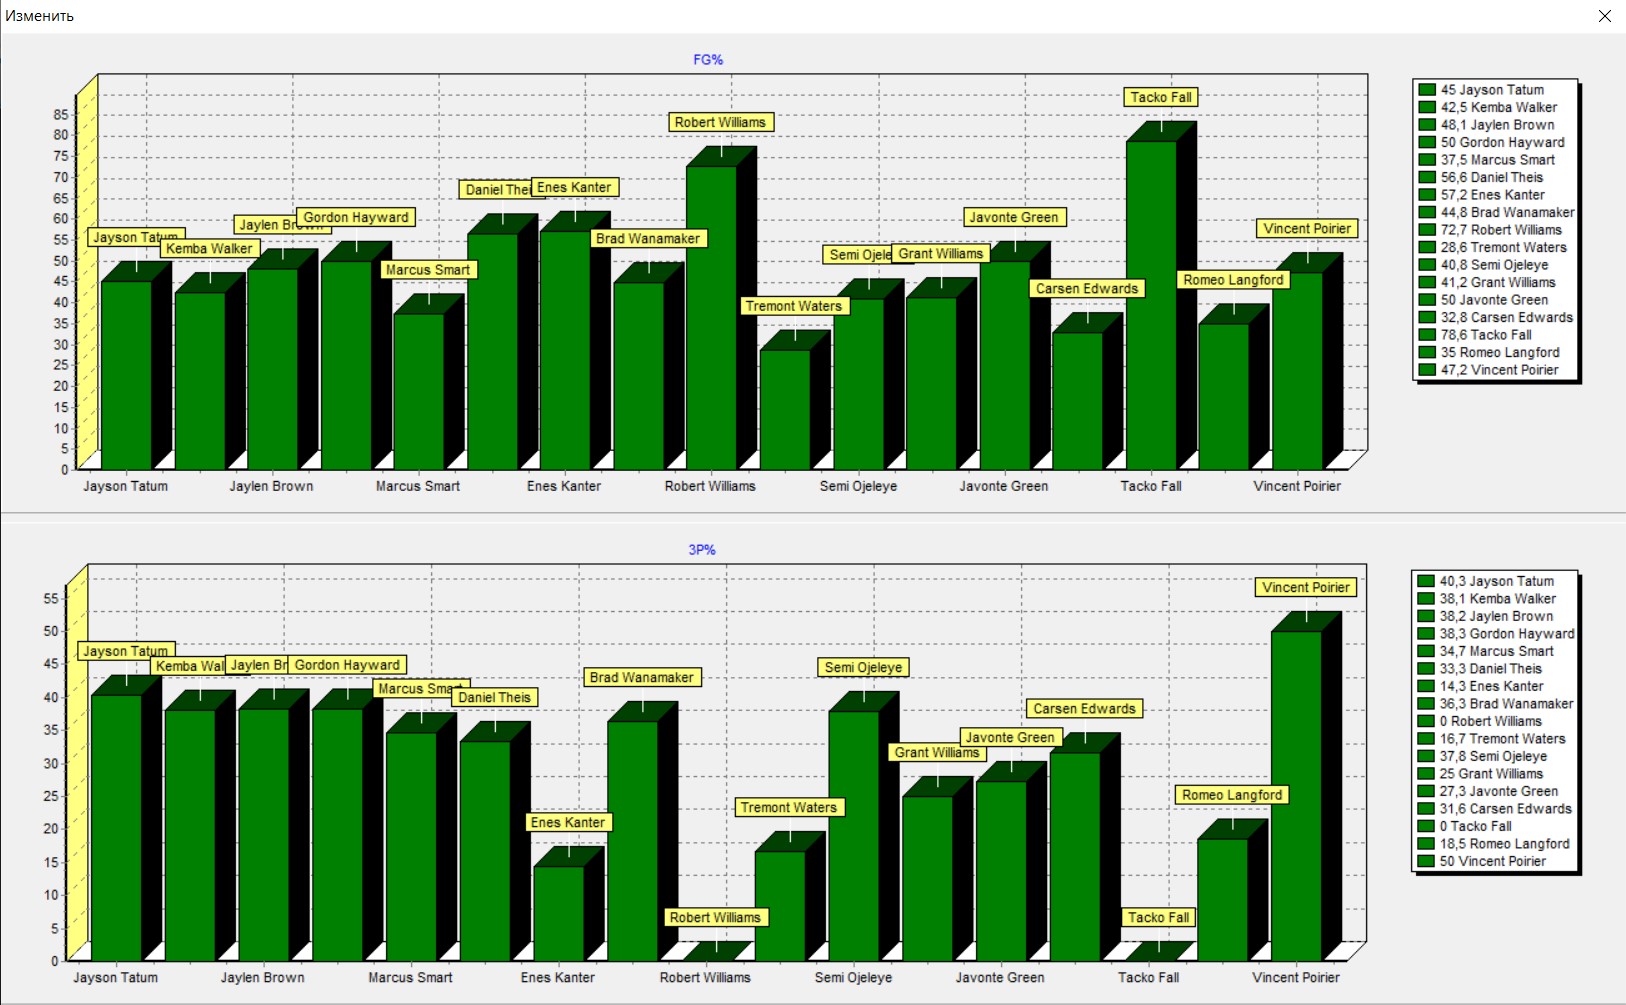 Изменить
FG%
85
80
75
70
65
60
55
50
45
40
35
30
25
20
15
10
5
0
Tacko Fall
Robert Williams
Daniel Thei
Enes Kanter
Jayson Tatum
Kemba Walker
Jaylen Brown
Gordon Hayward
Marcus Smart
Brad Wanamaker
Tremont Waters
Semi Ojele
Grant Williams
Javonte Green
Carsen Edwards
Romeo Langford
Vincent Poirier
Jayson Tatum
Jaylen Brown
Marcus Smart
Enes Kanter
Robert Williams
Semi Ojeleye
Javonte Green
Tacko Fall
Vincent Poirier
45 Jayson Tatum
42,5 Kemba Walker
48,1 Jaylen Brown
50 Gordon Hayward
37,5 Marcus Smart
56,6 Daniel Theis
57,2 Enes Kanter
44,8 Brad Wanamaker
72,7 Robert Williams
28,6 Tremont Waters
40,8 Semi Ojeleye
41,2 Grant Williams
50 Javonte Green
32,8 Carsen Edwards
78,6 Tacko Fall
35 Romeo Langford
47,2 Vincent Poirier
3P%
55
50
45
40
35
30
25
20
15
10
5
0
Jayson Tatum
Kemba Wal
Jaylen Br
Gordon Hayward
Marcus Smart
Daniel Theis
Enes Kanter
Brad Wanamaker
Robert Williams
Tremont Waters
Semi Ojeleye
Grant Williams
Javonte Green
Carsen Edwards
Tacko Fall
Romeo Langford
Vincent Poirier
Jayson Tatum
Jaylen Brown
Marcus Smart
Enes Kanter
Robert Williams
Semi Ojeleye
Javonte Green
Tacko Fall
Vincent Poirier
40,3 Jayson Tatum
38,1 Kemba Walker
38,2 Jaylen Brown
38,3 Gordon Hayward
34,7 Marcus Smart
33,3 Daniel Theis
14,3 Enes Kanter
36,3 Brad Wanamaker
0 Robert Williams
16,7 Tremont Waters
37,8 Semi Ojeleye
25 Grant Williams
27,3 Javonte Green
31,6 Carsen Edwards
0 Tacko Fall
18,5 Romeo Langford
50 Vincent Poirier